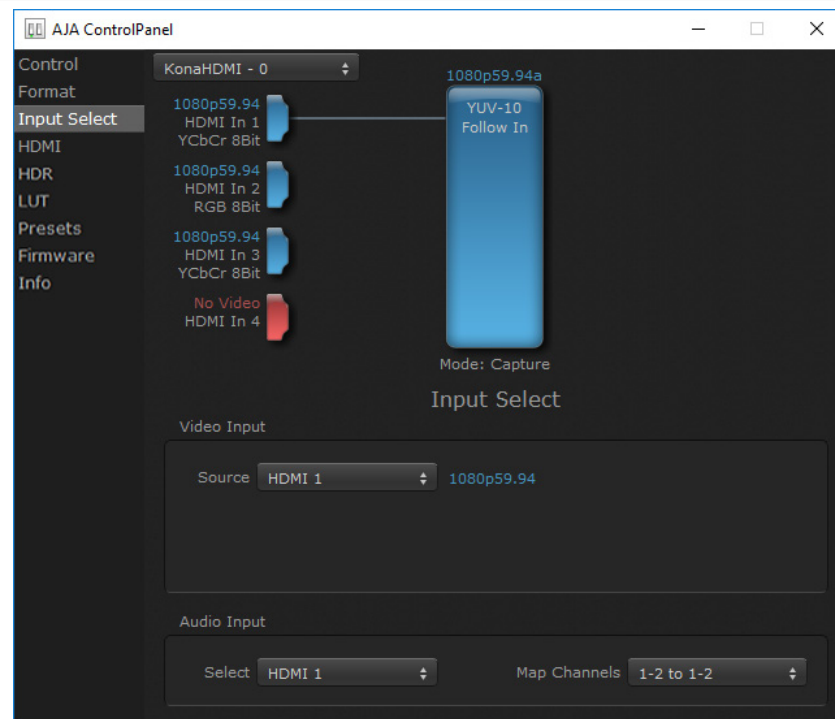 AJA ControlPanel
Control
Format
Input Select
HDMI
HDR
LUT
Presets
Firmware
Info
KonaHDMI - 0
1080p59.94
HDMI In 1
YCbCr 8Bit
1080p59.94
HDMI In 2
RGB 8Bit
1080p59.94
HDMI In 3
YCbCr 8Bit
No Video
HDMI In 4
1080p59.94a
YUV-10
Follow In
Mode: Capture
Input Select
Video Input
Source HDMI 1 1080p59.94
Audio Input
Select HDMI 1 Map Channels 1-2 to 1-2